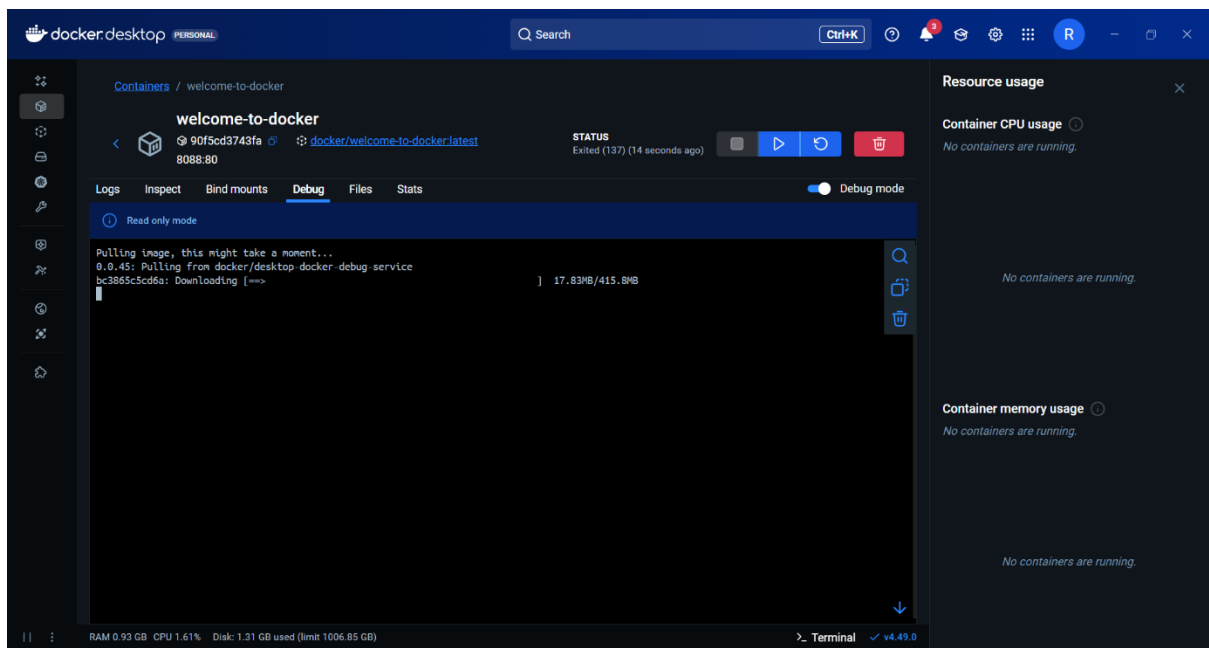 docker.desktop PERSONAL
Search
Ctrl+K
3
R
Containers / welcome-to-docker
welcome-to-docker
90f5cd3743fa docker/welcome-to-docker:latest
8088:80
STATUS
Exited (137) (14 seconds ago)
Logs Inspect Bind mounts Debug Files Stats
Debug mode
Read only mode
Pulling image, this might take a moment...
0.0.45: Pulling from docker/desktop-docker-debug-service
bc3865c5cd6a: Downloading [==> ] 17.83MB/415.8MB
RAM 0.93 GB CPU 1.61% Disk: 1.31 GB used (limit 1006.85 GB)
>_ Terminal v4.49.0
Resource usage
Container CPU usage
No containers are running.
No containers are running.
Container memory usage
No containers are running.
No containers are running.